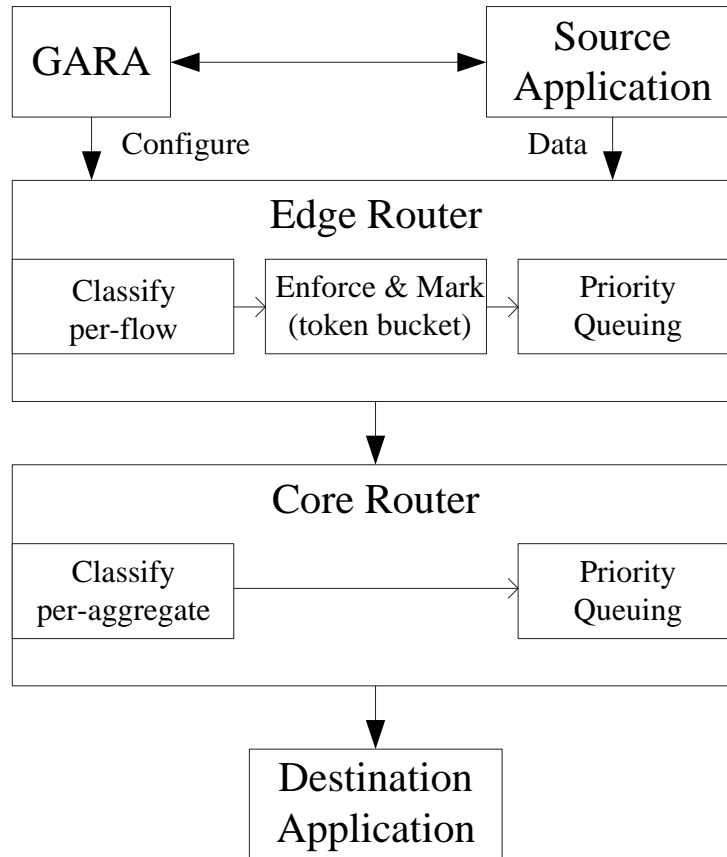 GARA
Source
Application
Configure
Data
Edge Router
Classify
per-flow
Enforce & Mark
(token bucket)
Priority
Queuing
Core Router
Classify
per-aggregate
Priority
Queuing
Destination
Application